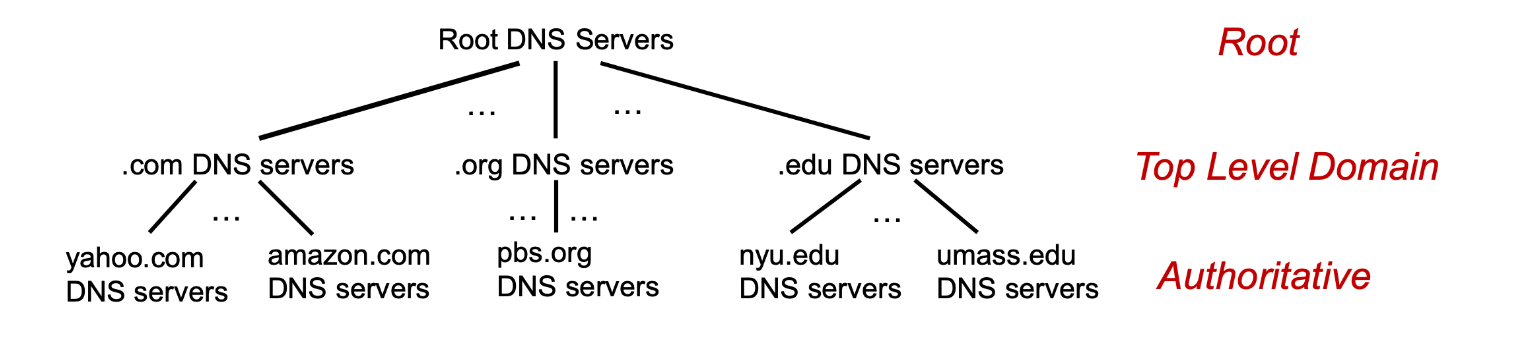 Root DNS Servers
Root
...
...
.com DNS servers
.org DNS servers
.edu DNS servers
Top Level Domain
...
... ...
...
yahoo.com
DNS servers
amazon.com
DNS servers
pbs.org
DNS servers
nyu.edu
DNS servers
umass.edu
DNS servers
Authoritative